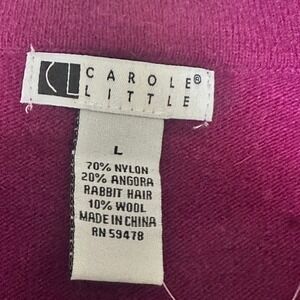 CL CAROLE®
LITTLE
L
70% NYLON
20% ANGORA
RABBIT HAIR
10% WOOL
MADE IN CHINA
RN 59478